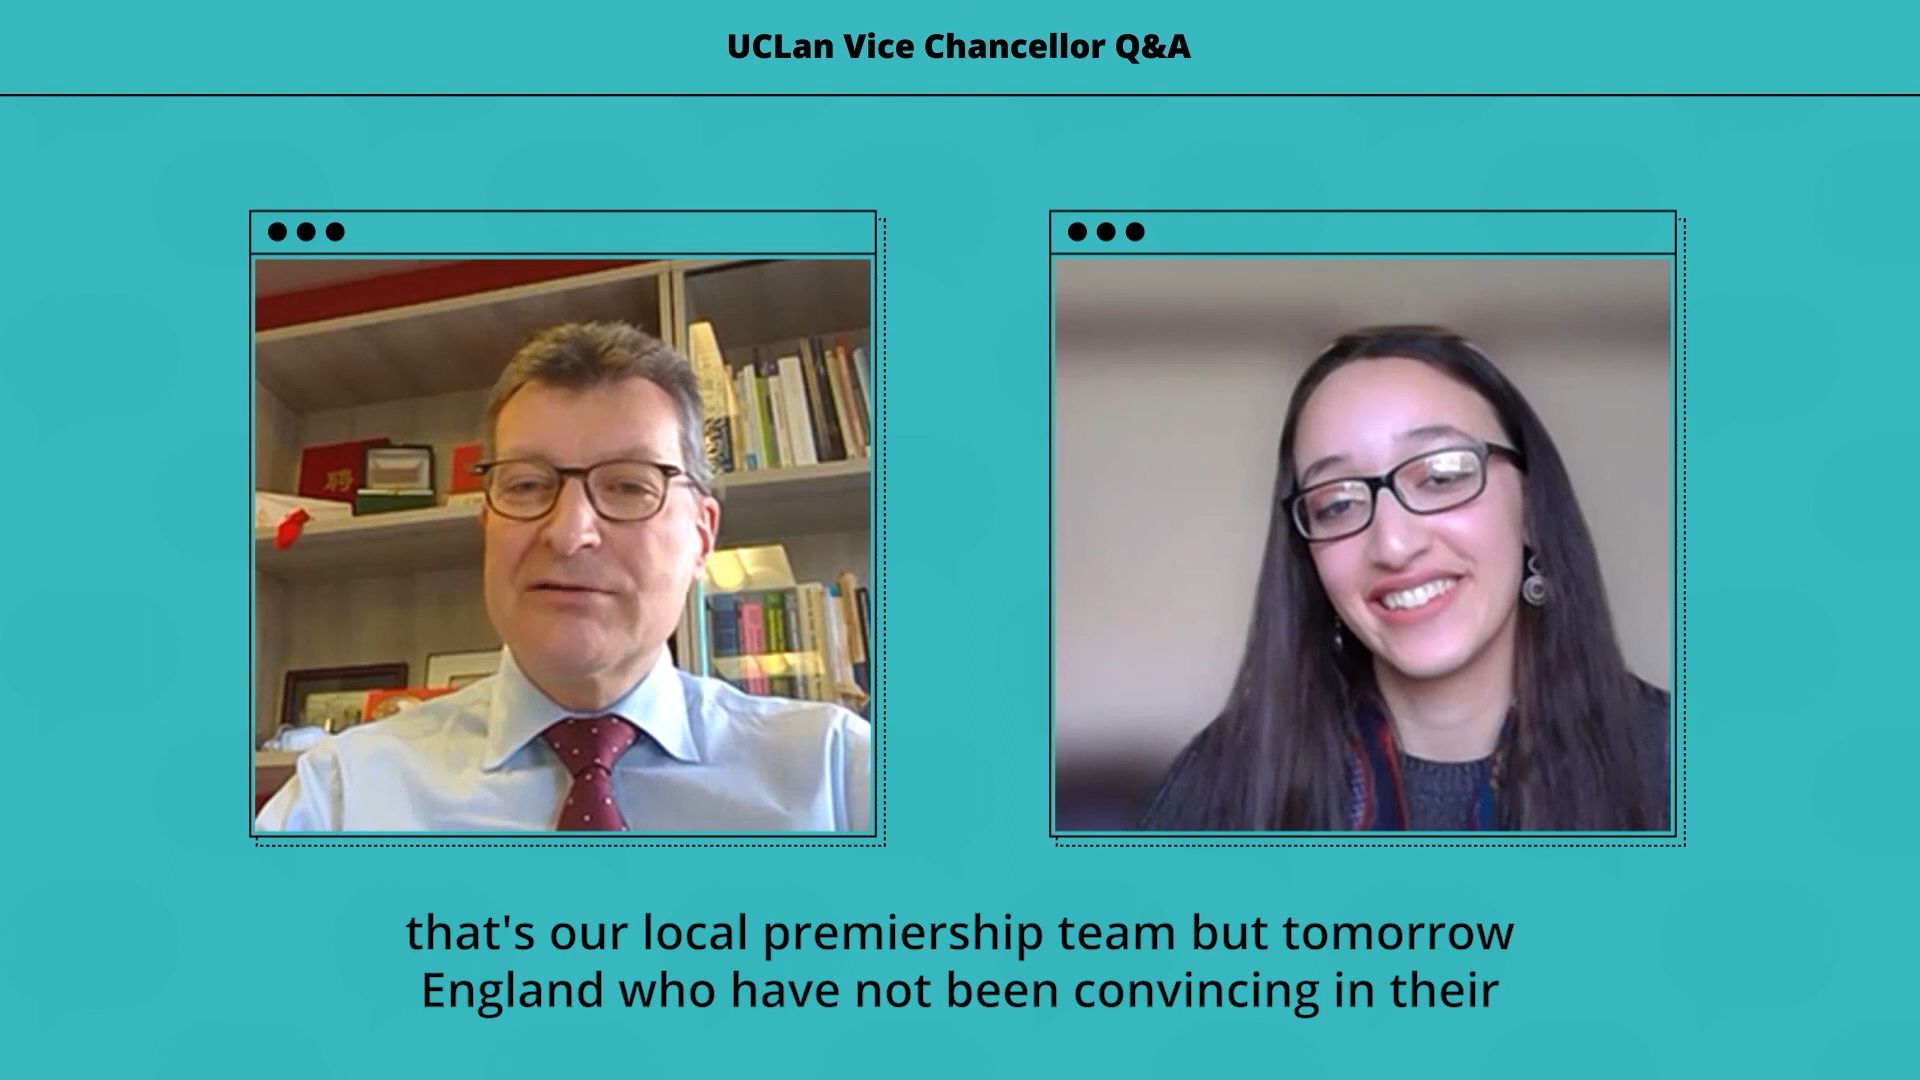 UCLan Vice Chancellor Q&A
that's our local premiership team but tomorrow
England who have not been convincing in their